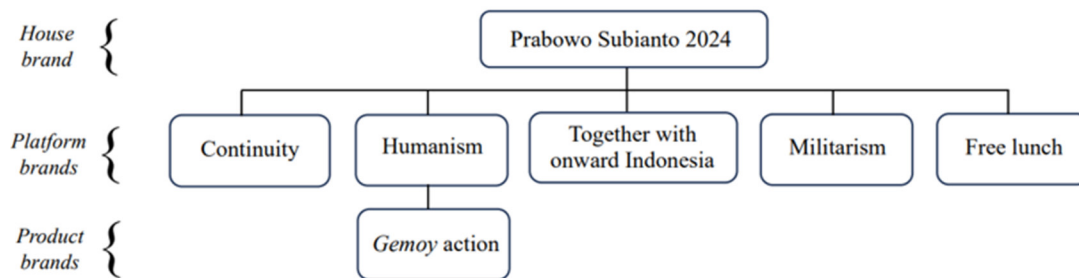 House
brand
Prabowo Subianto 2024
Platform
brands
Continuity
Humanism
Together with
onward Indonesia
Militarism
Free lunch
Product
brands
Gemoy action